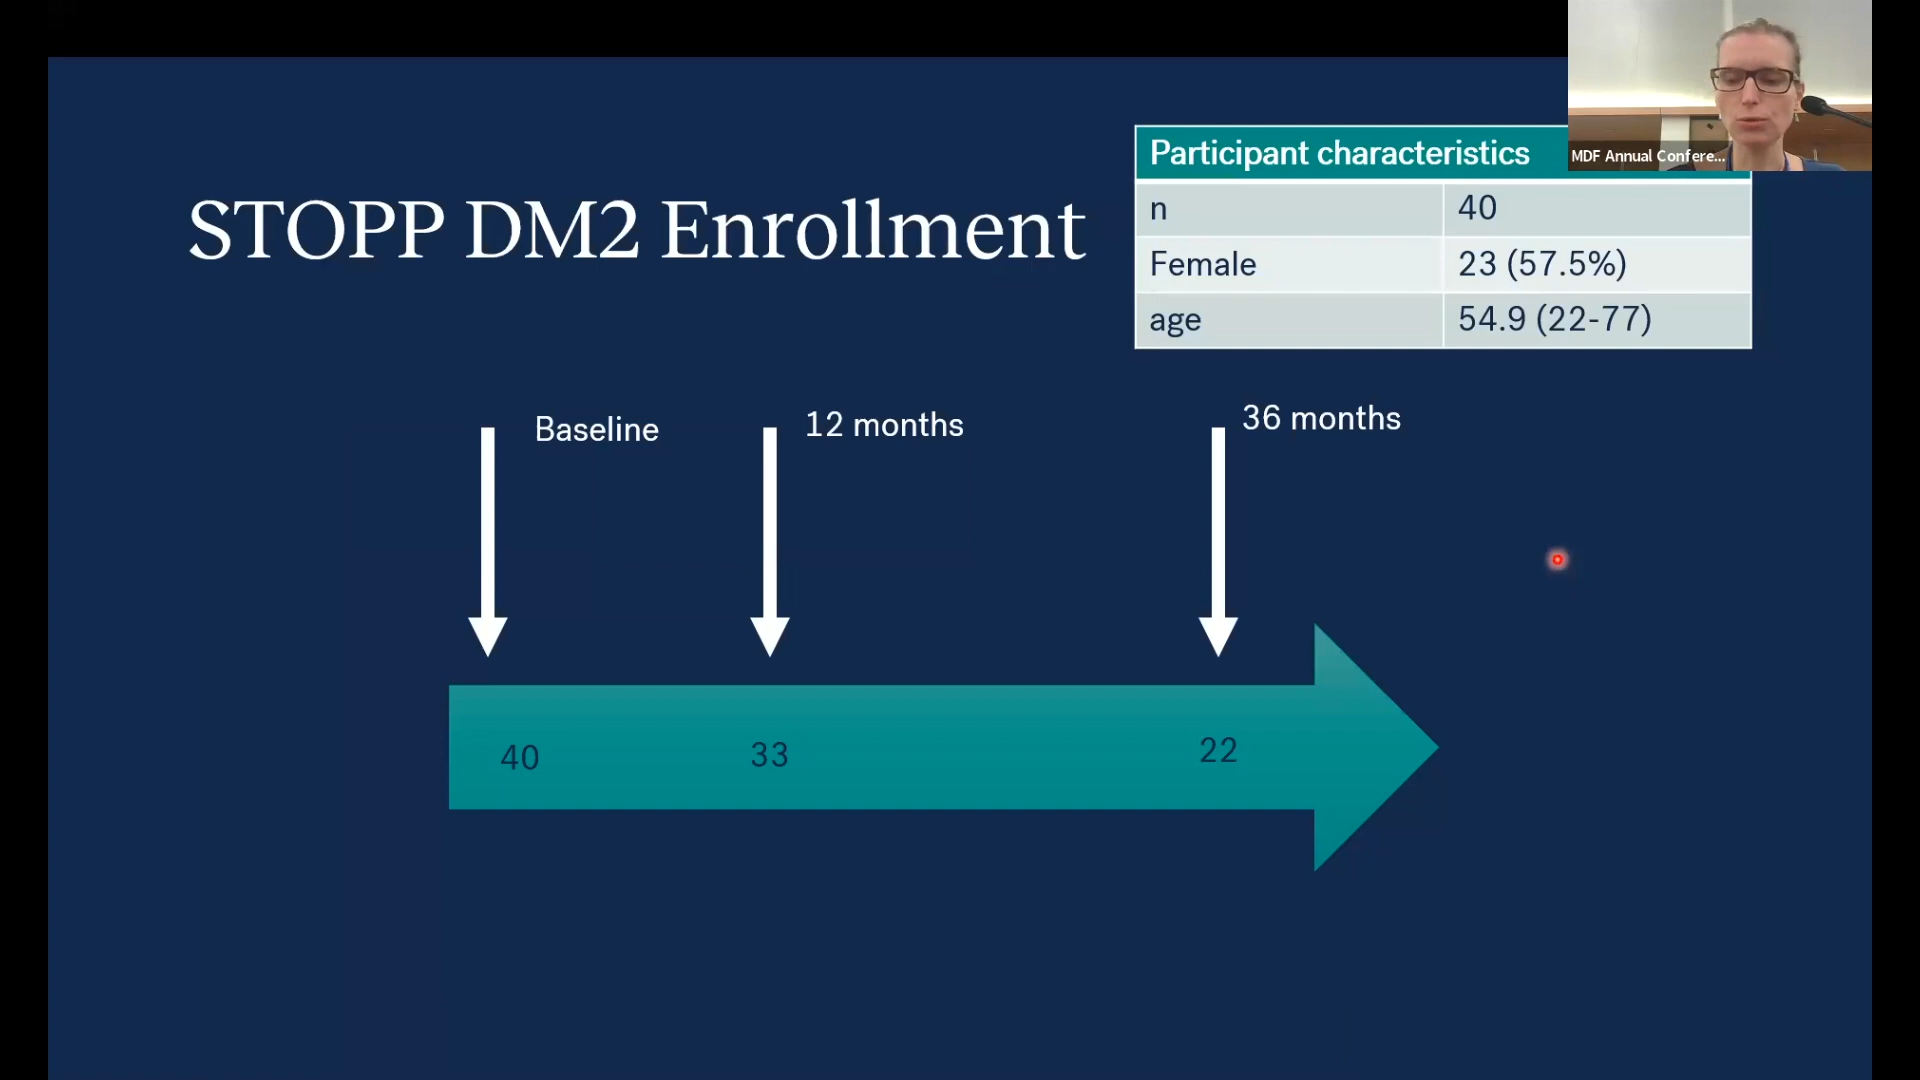 MDF Annual Confere...
Participant characteristics
STOPP DM2 Enrollment
n 40
Female 23 (57.5%)
age 54.9 (22-77)
Baseline
12 months
36 months
40
33
22